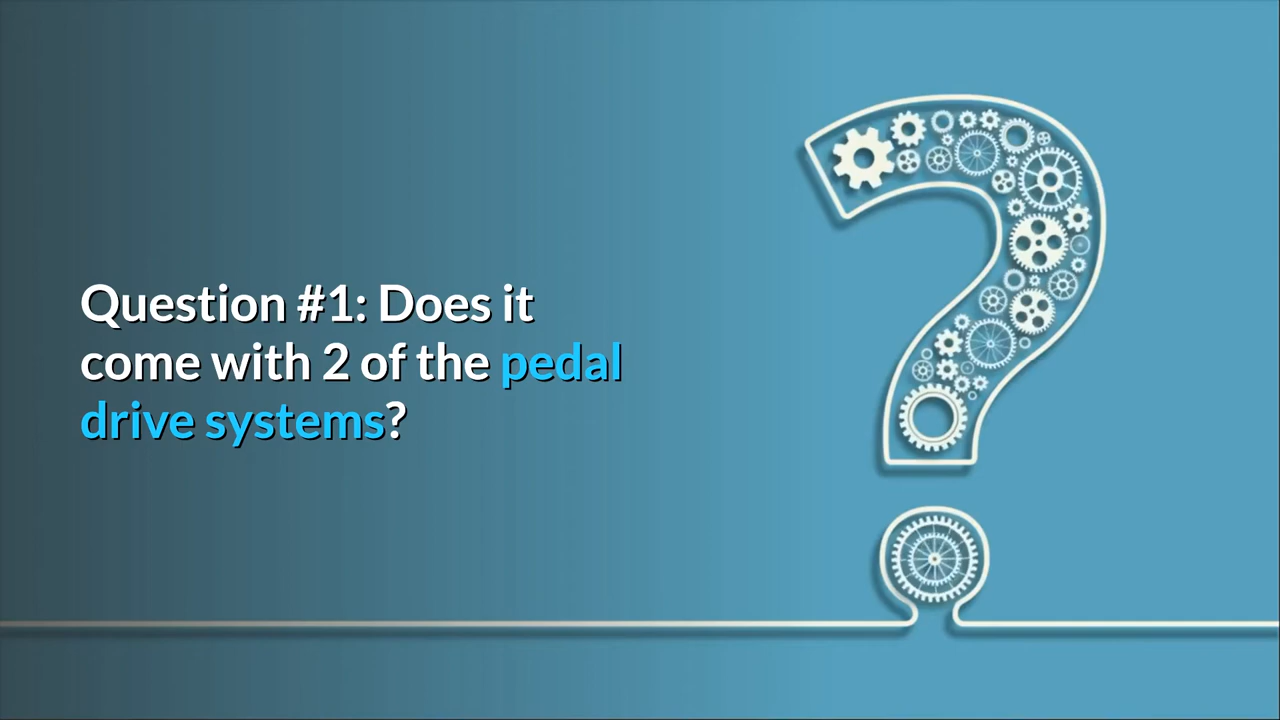 Question #1: Does it
come with 2 of the pedal
drive systems?